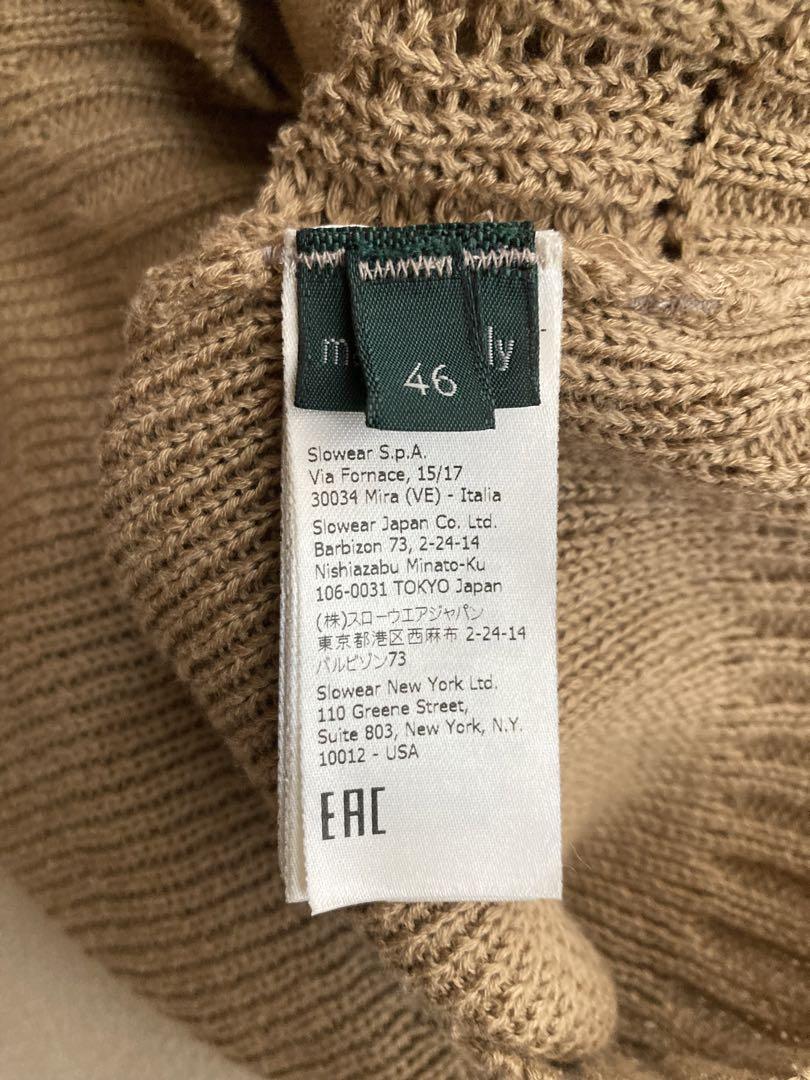 46
Slowear S.p.A.
Via Fornace, 15/17
30034 Mira (VE) - Italia
Slowear Japan Co. Ltd.
Barbizon 73, 2-24-14
Nishiazabu Minato-Ku
106-0031 TOKYO Japan
(株)スローウエアジャパン
東京都港区西麻布 2-24-14
バルビゾン73
Slowear New York Ltd.
110 Greene Street,
Suite 803, New York, N.Y.
10012 - USA
EAC